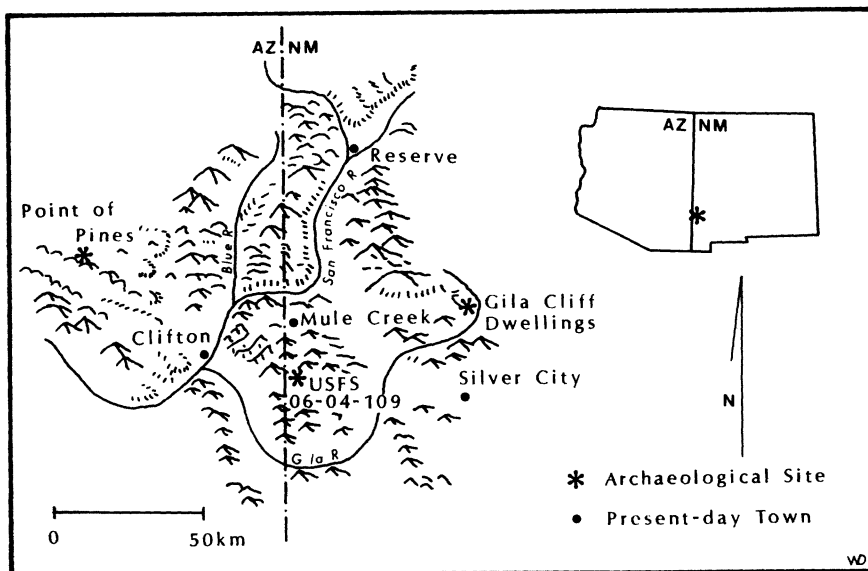 AZ NM
Reserve
Point of
Pines
Blue R
San Francisco R
Gila Cliff
Dwellings
Mule Creek
Clifton
USFS
06-04-109
Silver City
G la R
0 50km
AZ NM
N
Archaeological Site
Present-day Town
WD